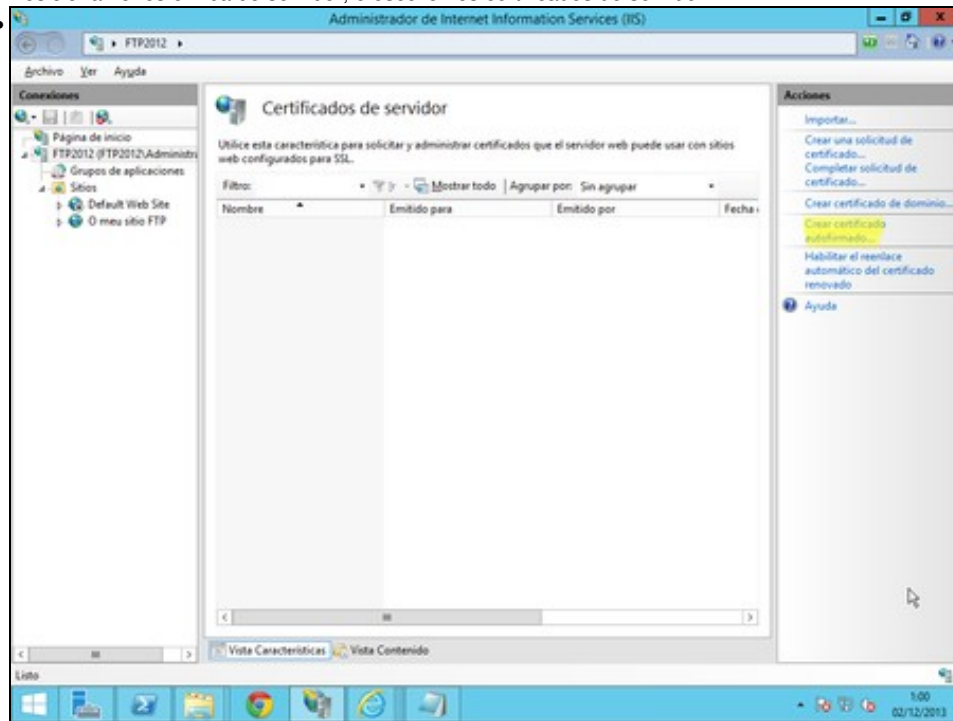 Administrador de Internet Information Services (IIS)
FTP2012
Archivo Ver Ayuda
Conexiones
Página de inicio
FTP2012 (FTP2012\Administra
Grupos de aplicaciones
Sitios
Default Web Site
O meu sitio FTP
Certificados de servidor
Utilice esta característica para solicitar y administrar certificados que el servidor web puede usar con sitios
web configurados para SSL.
Filtro: Mostrar todo Agrupar por: Sin agrupar
Nombre Emitido para Emitido por Fecha
Vista Características Vista Contenido
Acciones
Importar...
Crear una solicitud de
certificado...
Completar solicitud de
certificado...
Crear certificado de dominio...
Crear certificado
autofirmado...
Habilitar el reenlace
automático del certificado
renovado
Ayuda
Listo
1:00
02/12/2013